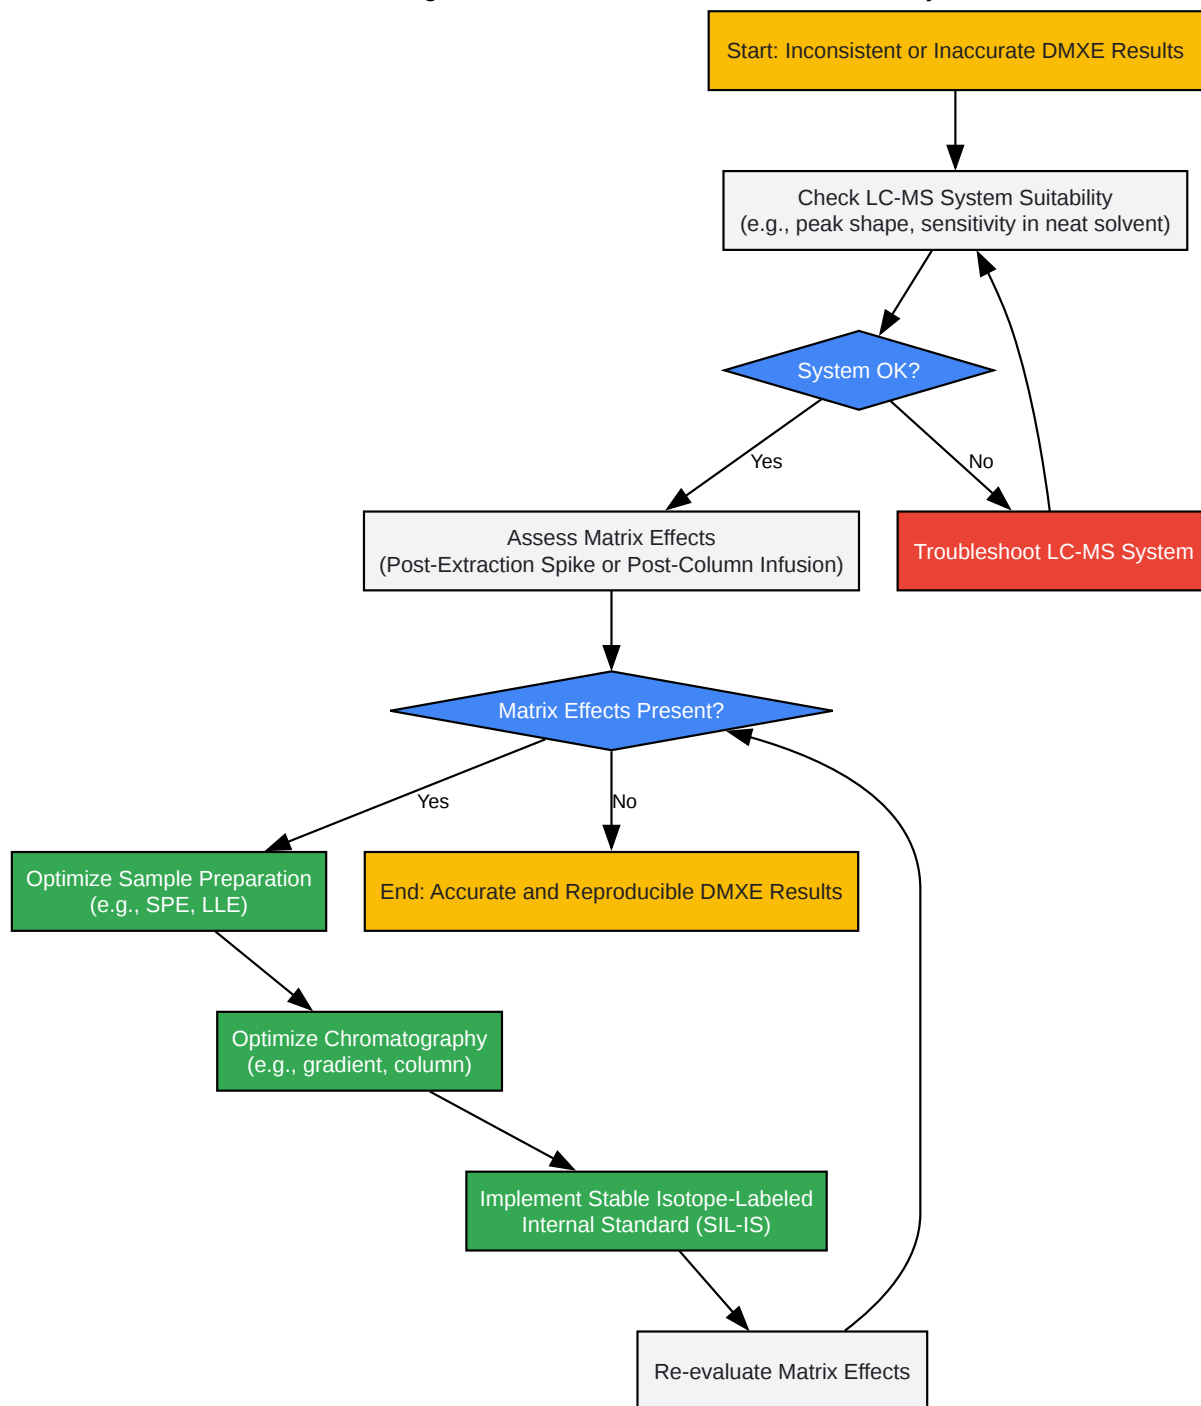 Start: Inconsistent or Inaccurate DMXE Results
Check LC-MS System Suitability
(e.g., peak shape, sensitivity in neat solvent)
System OK?
Yes
No
Assess Matrix Effects
(Post-Extraction Spike or Post-Column Infusion)
Troubleshoot LC-MS System
Matrix Effects Present?
Yes
No
Optimize Sample Preparation
(e.g., SPE, LLE)
End: Accurate and Reproducible DMXE Results
Optimize Chromatography
(e.g., gradient, column)
Implement Stable Isotope-Labeled
Internal Standard (SIL-IS)
Re-evaluate Matrix Effects